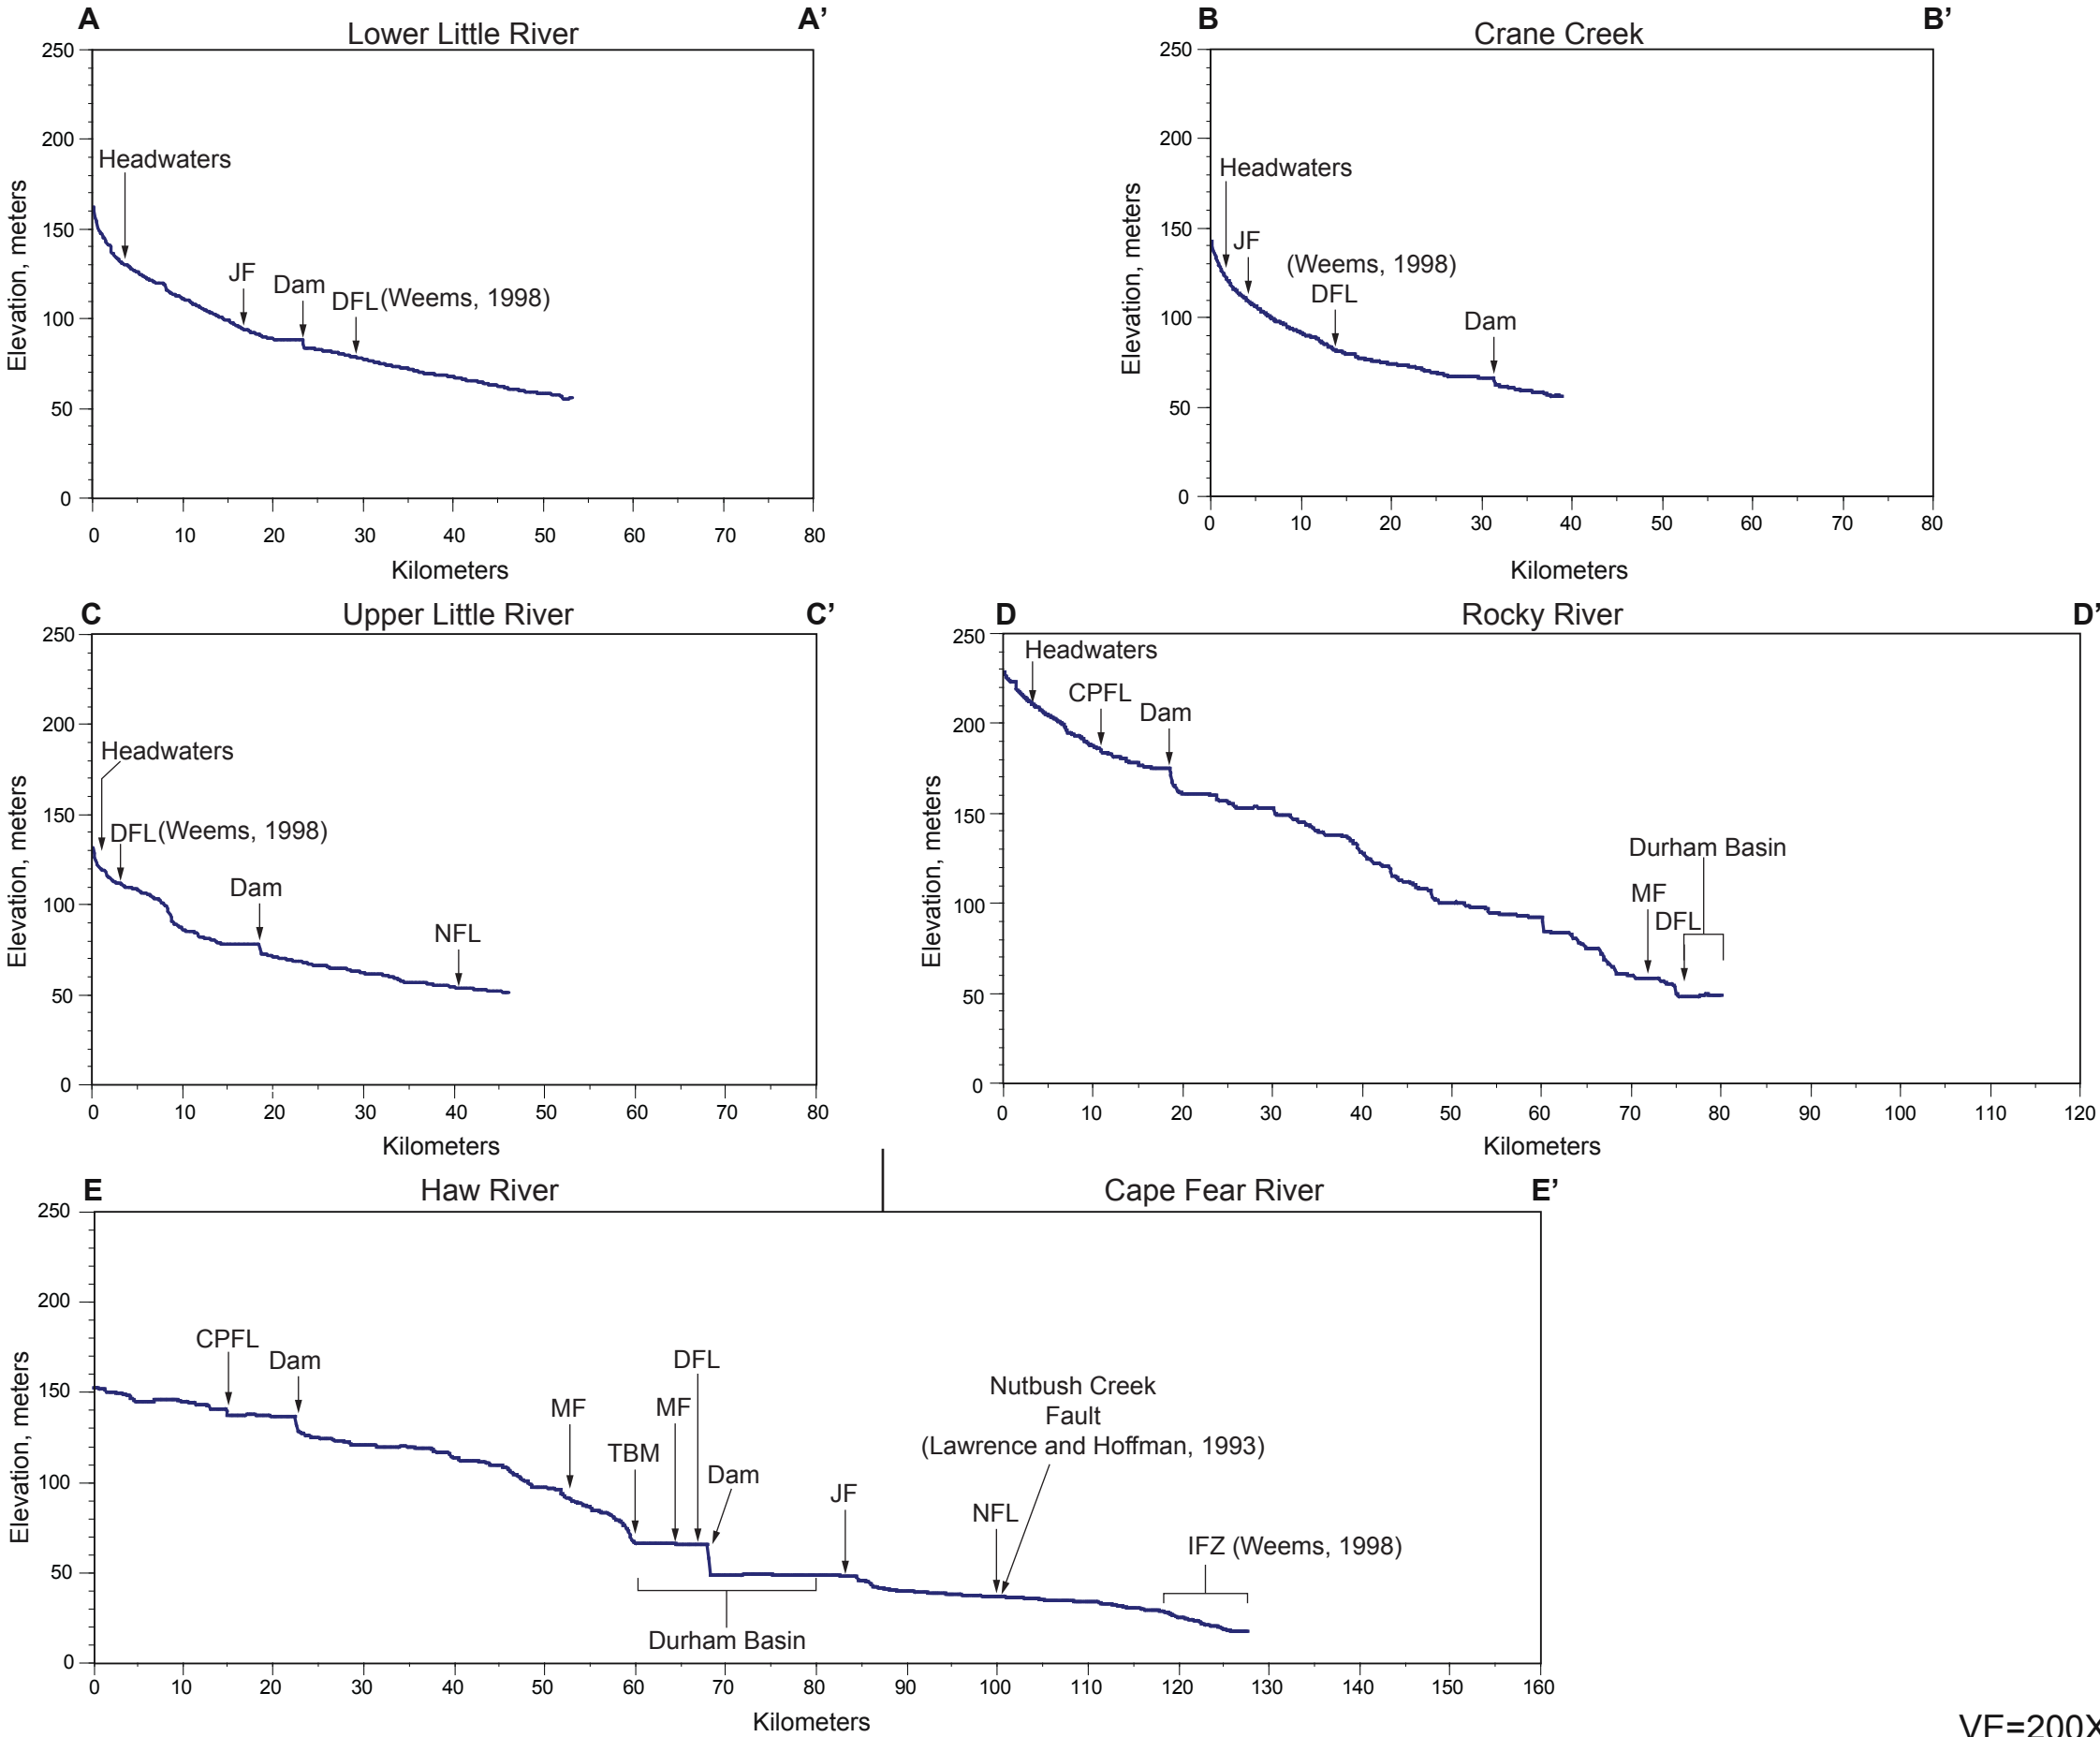 A
Lower Little River
A’
250
200
150
100
50
0
Elevation, meters
Headwaters
JF
Dam
DFL (Weems, 1998)
0 10 20 30 40 50 60 70 80
Kilometers
B
Crane Creek
B’
250
200
150
100
50
0
Elevation, meters
Headwaters
JF
(Weems, 1998)
DFL
Dam
0 10 20 30 40 50 60 70 80
Kilometers
C
Upper Little River
C’
250
200
150
100
50
0
Elevation, meters
Headwaters
DFL (Weems, 1998)
Dam
NFL
0 10 20 30 40 50 60 70 80
Kilometers
D
Rocky River
D’
250
200
150
100
50
0
Elevation, meters
Headwaters
CPFL
Dam
Durham Basin
MF
DFL
0 10 20 30 40 50 60 70 80 90 100 110 120
Kilometers
E
Haw River
Cape Fear River
E’
250
200
150
100
50
0
Elevation, meters
CPFL
Dam
MF
TBM
MF
DFL
Dam
Durham Basin
JF
Nutbush Creek
Fault
(Lawrence and Hoffman, 1993)
NFL
IFZ (Weems, 1998)
0 10 20 30 40 50 60 70 80 90 100 110 120 130 140 150 160
Kilometers
VE=200X